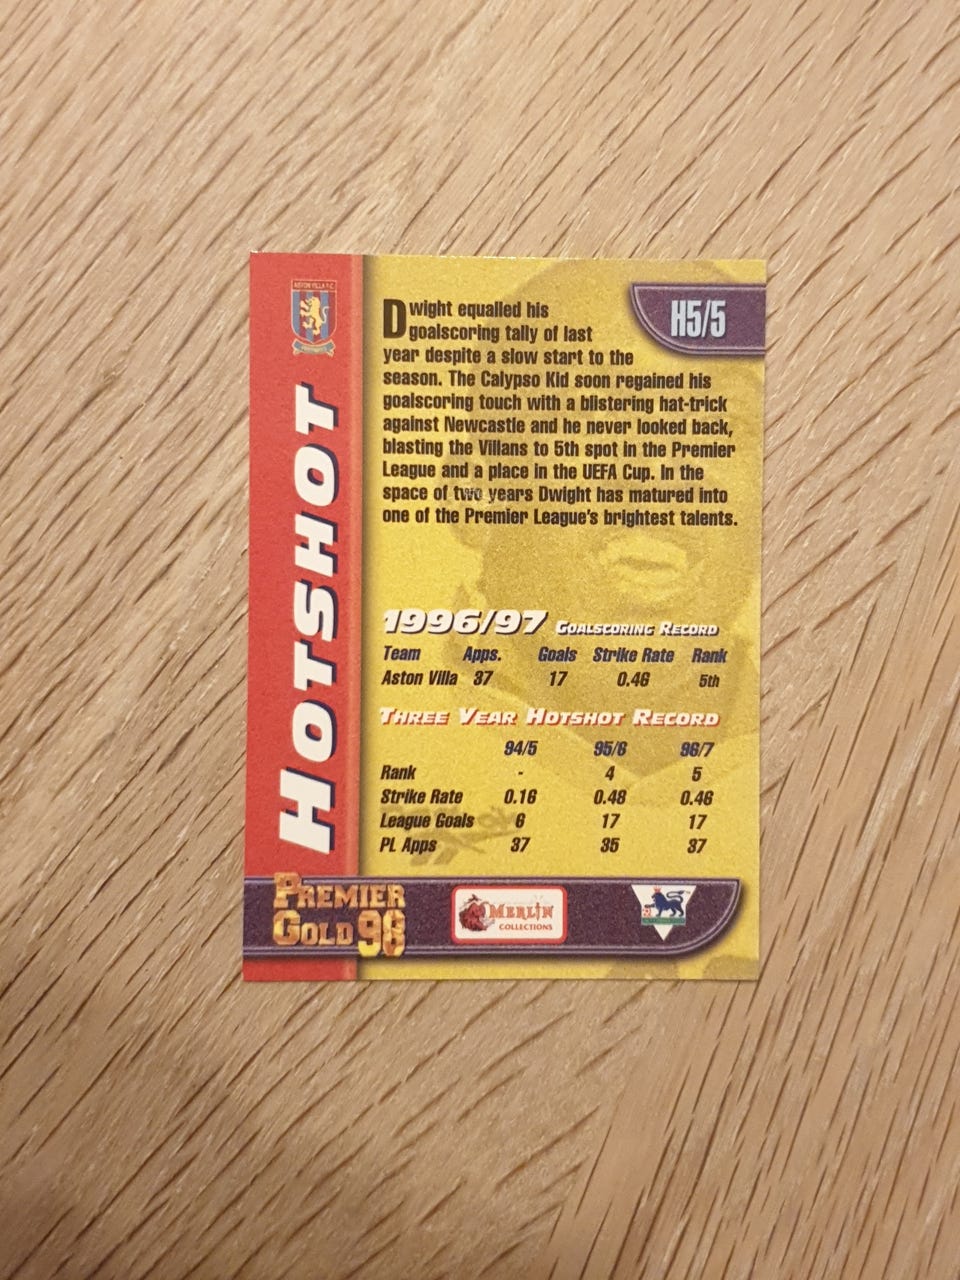 ASTON VILLA F.C.
HOTSHOT
H5/5
Dwight equalled his
goalscoring tally of last
year despite a slow start to the
season. The Calypso Kid soon regained his
goalscoring touch with a blistering hat-trick
against Newcastle and he never looked back,
blasting the Villans to 5th spot in the Premier
League and a place in the UEFA Cup. In the
space of two years Dwight has matured into
one of the Premier League's brightest talents.
1996/97 GOALSCORING RECORD
Team Apps. Goals Strike Rate Rank
Aston Villa 37 17 0.46 5th
THREE YEAR HOTSHOT RECORD
94/5 95/6 96/7
Rank - 4 5
Strike Rate 0.16 0.48 0.46
League Goals 6 17 17
PL Apps 37 35 37
PREMIER
GOLD 98
MERLIN
COLLECTIONS